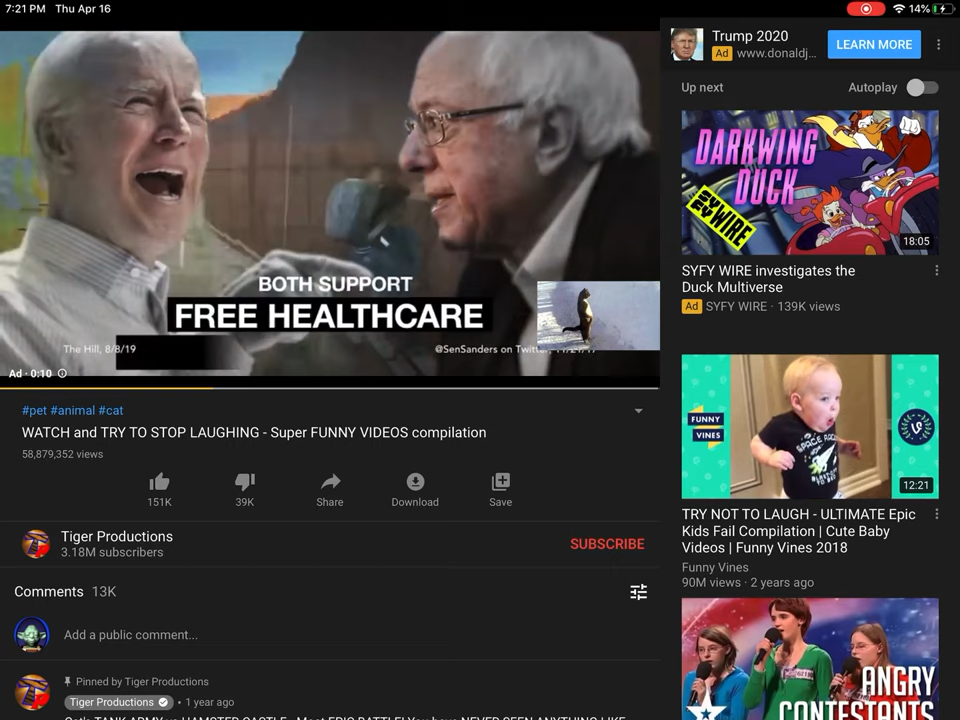 7:21 PM Thu Apr 16
14%
BOTH SUPPORT
FREE HEALTHCARE
The Hill, 8/8/19
@SenSanders on Twitter,
Ad · 0:10
#pet #animal #cat
WATCH and TRY TO STOP LAUGHING - Super FUNNY VIDEOS compilation
58,879,352 views
151K
39K
Share
Download
Save
Tiger Productions
3.18M subscribers
SUBSCRIBE
Comments 13K
Add a public comment...
Pinned by Tiger Productions
Tiger Productions • 1 year ago
Trump 2020
Ad www.donaldj...
LEARN MORE
Up next
Autoplay
DARKWING
DUCK
SYFY WIRE
18:05
SYFY WIRE investigates the
Duck Multiverse
Ad SYFY WIRE · 139K views
FUNNY
VINES
SPACE RACE
12:21
TRY NOT TO LAUGH - ULTIMATE Epic
Kids Fail Compilation | Cute Baby
Videos | Funny Vines 2018
Funny Vines
90M views · 2 years ago
ANGRY
CONTESTANTS